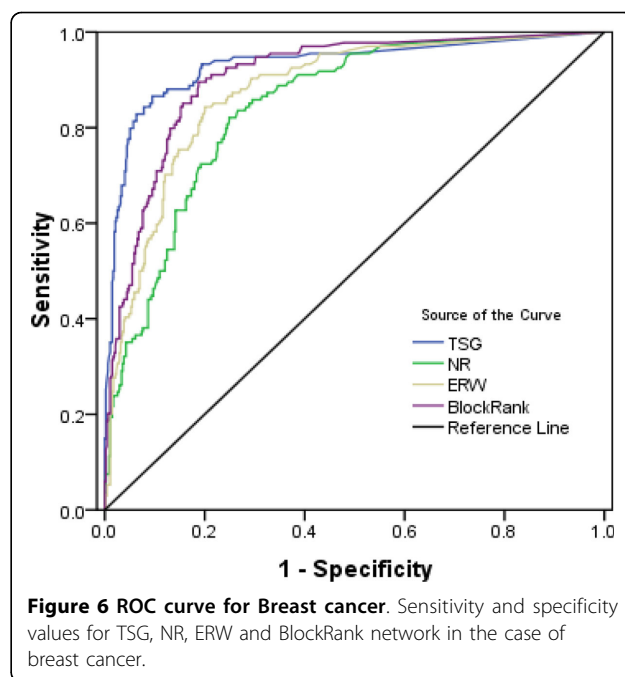 1.0
0.8
0.6
0.4
0.2
0.0
Sensitivity
Source of the Curve
TSG
NR
ERW
BlockRank
Reference Line
0.0 0.2 0.4 0.6 0.8 1.0
1 - Specificity
Figure 6 ROC curve for Breast cancer. Sensitivity and specificity
values for TSG, NR, ERW and BlockRank network in the case of
breast cancer.